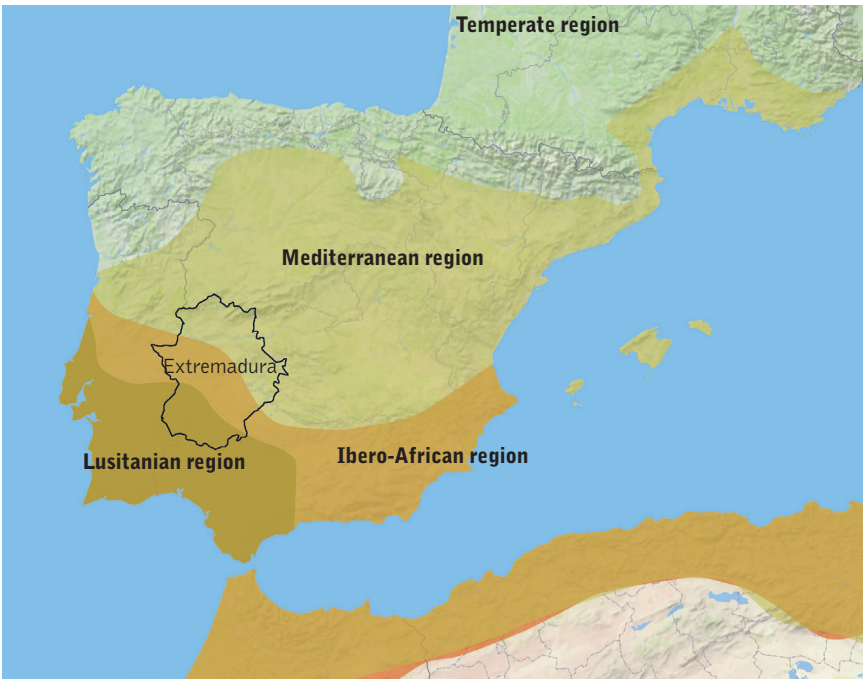 Temperate region
Mediterranean region
Extremadura
Ibero-African region
Lusitanian region